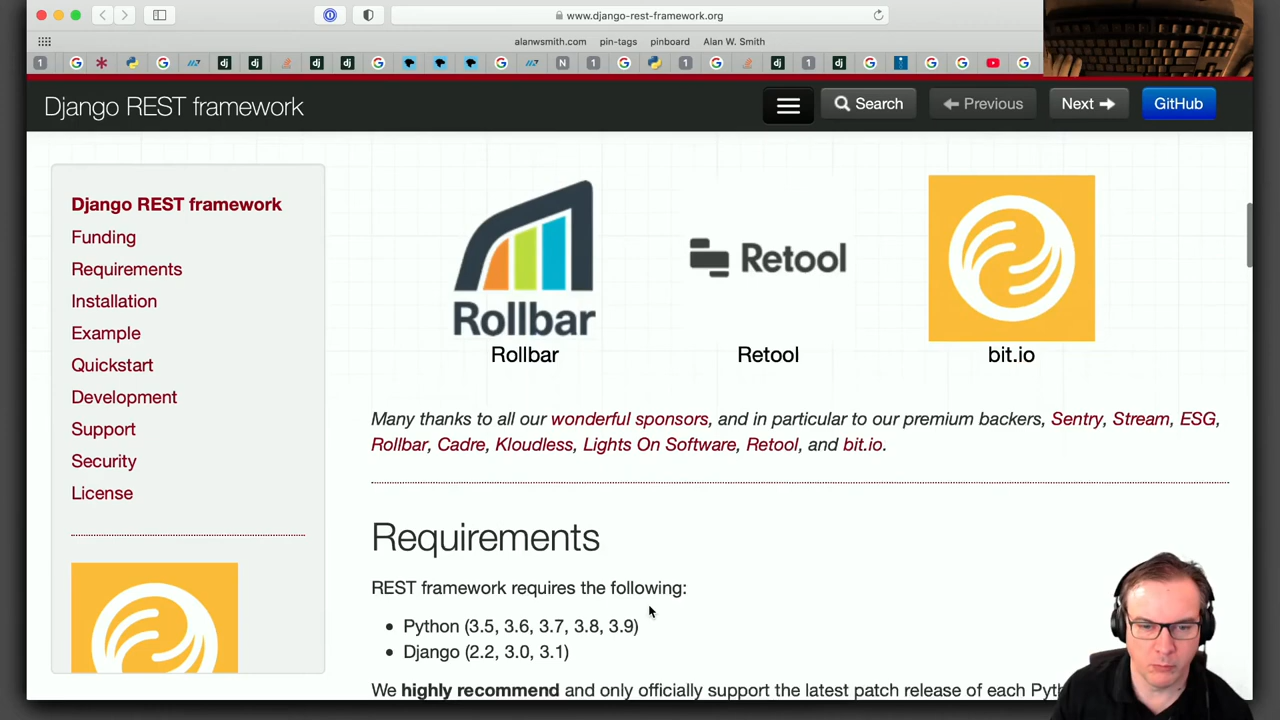 www.django-rest-framework.org
alanwsmith.com pin-tags pinboard Alan W. Smith
Django REST framework
Search
Previous
Next
GitHub
Django REST framework
Funding
Requirements
Installation
Example
Quickstart
Development
Support
Security
License
Rollbar
Retool
Rollbar
Retool
bit.io
Many thanks to all our wonderful sponsors, and in particular to our premium backers, Sentry, Stream, ESG,
Rollbar, Cadre, Kloudless, Lights On Software, Retool, and bit.io.
Requirements
REST framework requires the following:
• Python (3.5, 3.6, 3.7, 3.8, 3.9)
• Django (2.2, 3.0, 3.1)
We highly recommend and only officially support the latest patch release of each Pyth